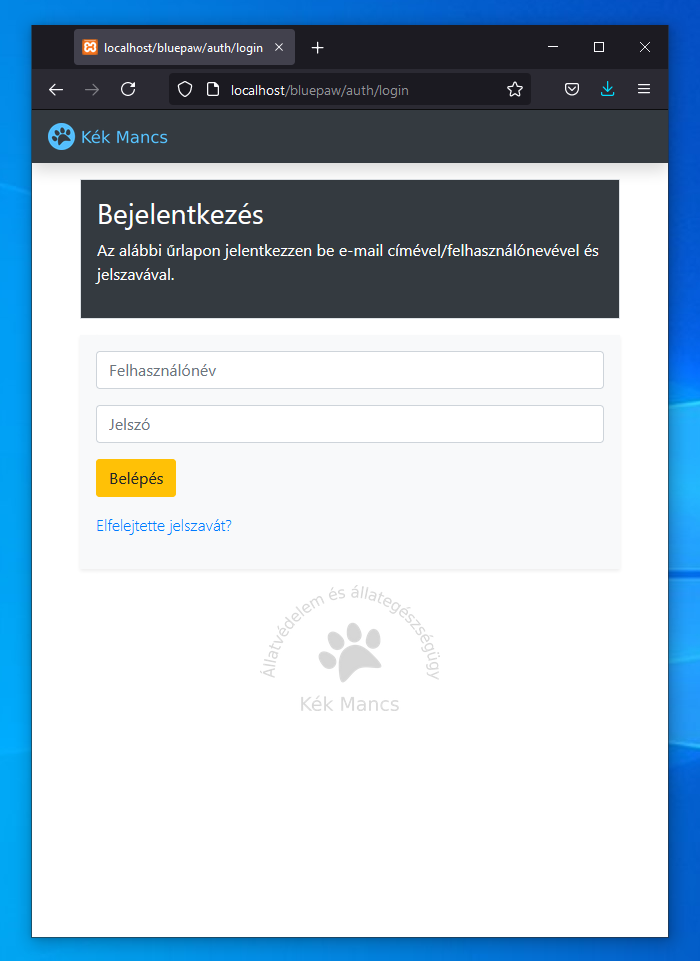 localhost/bluepaw/auth/login
localhost/bluepaw/auth/login
Kék Mancs
Bejelentkezés
Az alábbi űrlapon jelentkezzen be e-mail címével/felhasználónevével és
jelszavával.
Felhasználónév
Jelszó
Belépés
Elfelejtette jelszavát?
Állatvédelem és állategészségügy
Kék Mancs